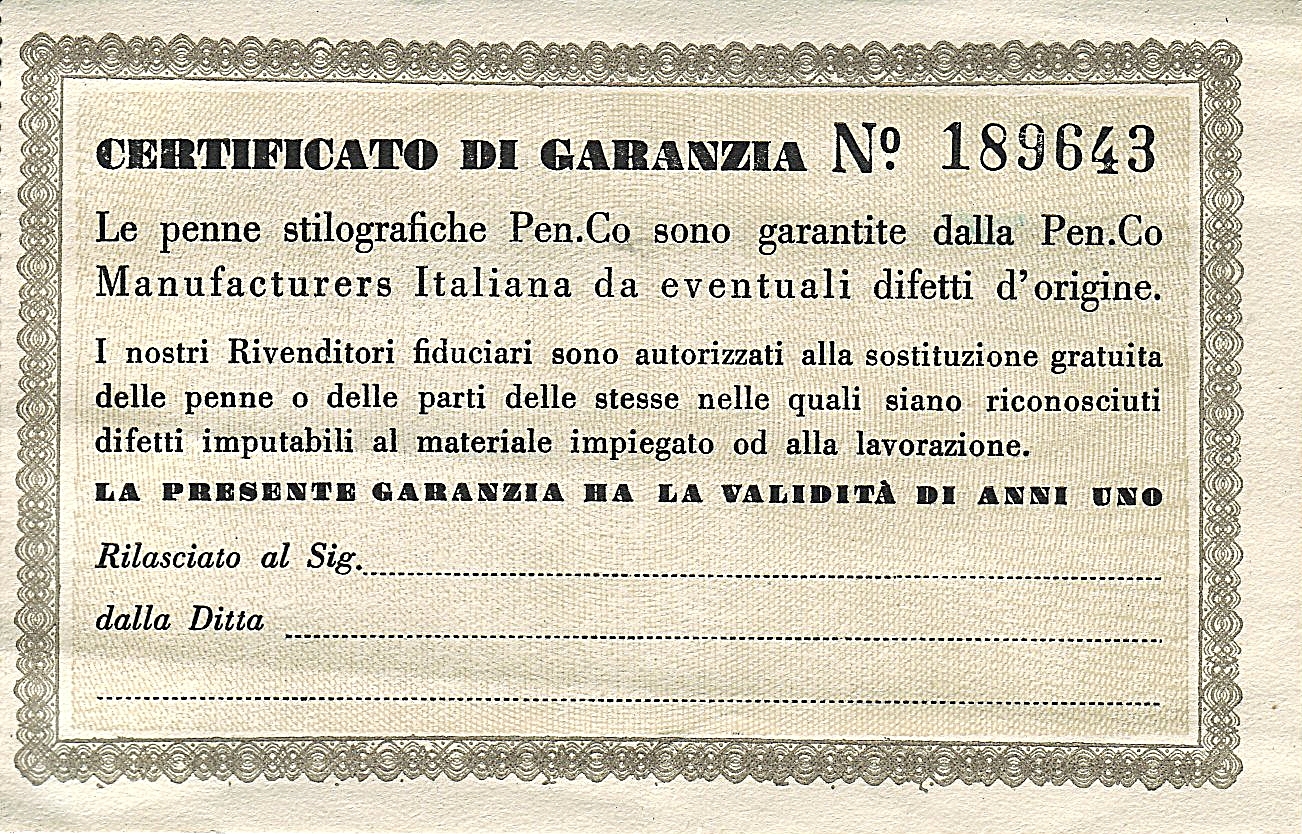 CERTIFICATO DI GARANZIA Nº 189643
Le penne stilografiche Pen.Co sono garantite dalla Pen.Co
Manufacturers Italiana da eventuali difetti d'origine.
I nostri Rivenditori fiduciari sono autorizzati alla sostituzione gratuita
delle penne o delle parti delle stesse nelle quali siano riconosciuti
difetti imputabili al materiale impiegato od alla lavorazione.
LA PRESENTE GARANZIA HA LA VALIDITÀ DI ANNI UNO
Rilasciato al Sig.
dalla Ditta